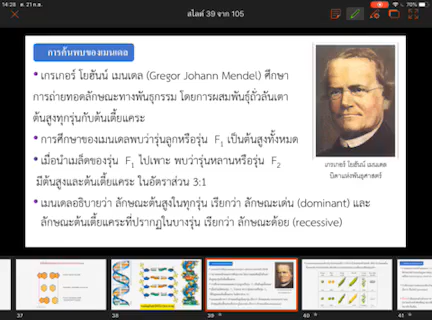 14:38 พ. 21 ก.ค.
สไลด์ 39 จาก 105
70%
การค้นพบของเมนเดล
• เกรเกอร์ โยฮันน์ เมนเดล (Gregor Johann Mendel) ศึกษา
การถ่ายทอดลักษณะทางพันธุกรรม โดยการผสมพันธุ์ถั่วลันเตา
ต้นสูงทุกรุ่นกับต้นเตี้ยแคระ
• การศึกษาของเมนเดลพบว่ารุ่นลูกหรือรุ่น F1 เป็นต้นสูงทั้งหมด
• เมื่อนำเมล็ดของรุ่น F1 ไปเพาะ พบว่ารุ่นหลานหรือรุ่น F2
มีต้นสูงและต้นเตี้ยแคระ ในอัตราส่วน 3:1
• เมนเดลอธิบายว่า ลักษณะต้นสูงในทุกรุ่น เรียกว่า ลักษณะเด่น (dominant) และ
ลักษณะต้นเตี้ยแคระที่ปรากฏในบางรุ่น เรียกว่า ลักษณะด้อย (recessive)
เกรเกอร์ โยฮันน์ เมนเดล
บิดาแห่งพันธุศาสตร์
37
38
39
40
41